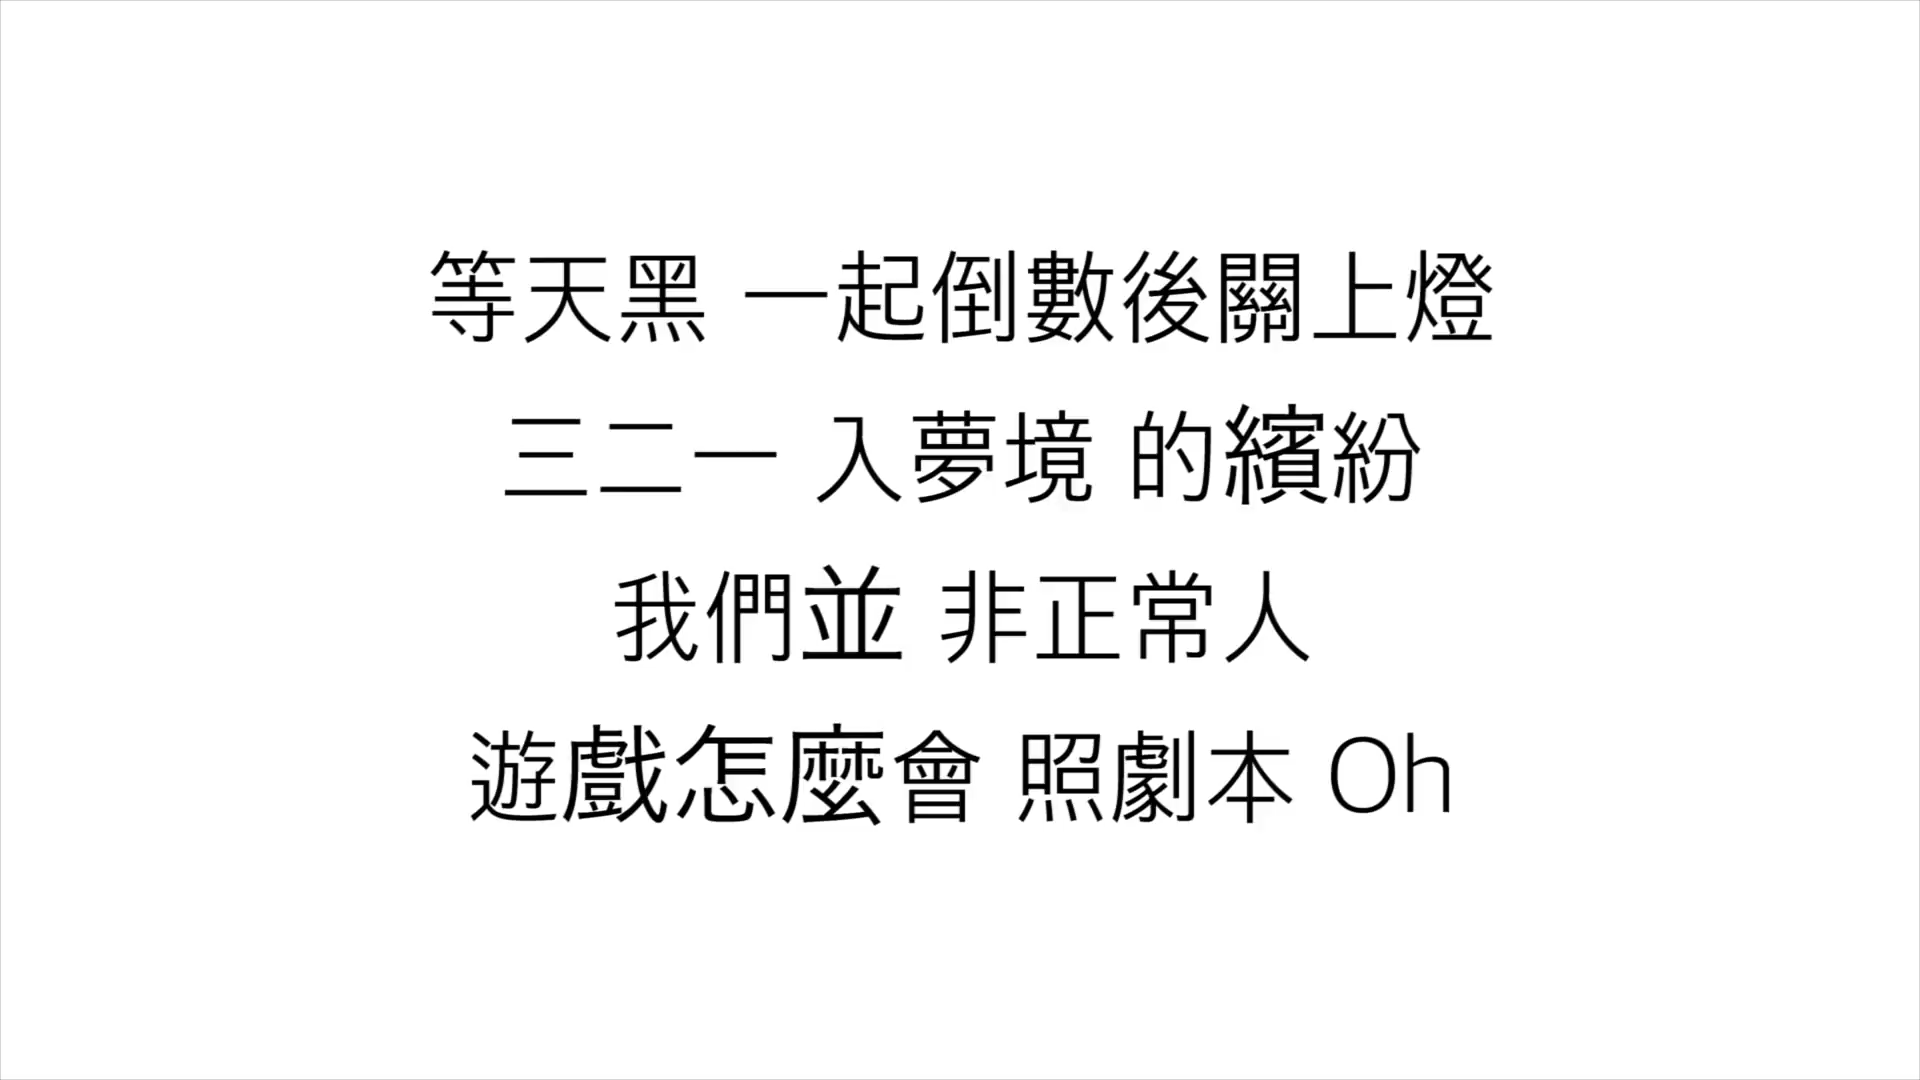 等天黑 一起倒數後關上燈
三二一 入夢境 的繽紛
我們並 非正常人
遊戲怎麼會 照劇本 Oh